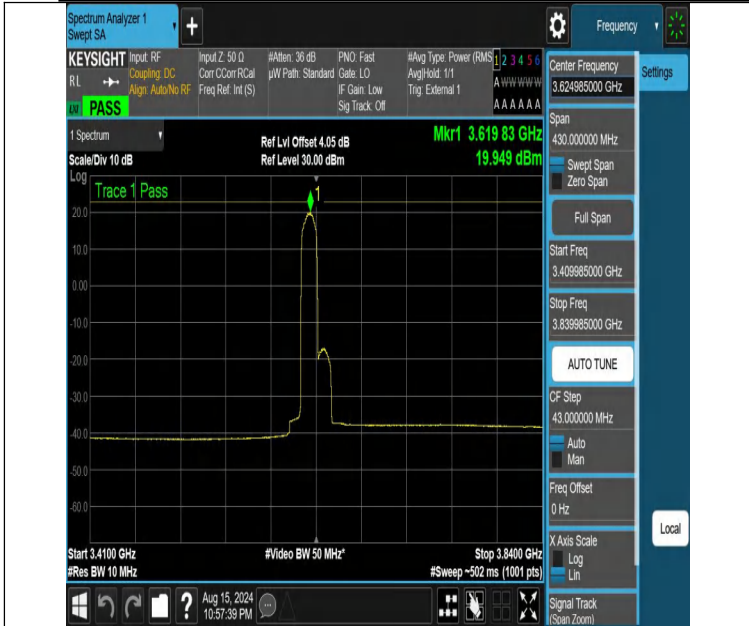 Spectrum Analyzer 1
Swept SA
+
Frequency
KEYSIGHT
RL
LXI PASS
Input: RF
Coupling: DC
Align: Auto/No RF
Input Z: 50 Ω
Corr CCorr RCal
Freq Ref: Int (S)
#Atten: 36 dB
µW Path: Standard
PNO: Fast
Gate: LO
IF Gain: Low
Sig Track: Off
#Avg Type: Power (RMS
Avg|Hold: 1/1
Trig: External 1
1 2 3 4 5 6
A W W W W W
A A A A A A
1 Spectrum
Scale/Div 10 dB
Log
Ref Lvl Offset 4.05 dB
Ref Level 30.00 dBm
Mkr1 3.619 83 GHz
19.949 dBm
Trace 1 Pass
1
20.0
10.0
0.00
-10.0
-20.0
-30.0
-40.0
-50.0
-60.0
Start 3.4100 GHz
#Res BW 10 MHz
#Video BW 50 MHz*
Stop 3.8400 GHz
#Sweep ~502 ms (1001 pts)
Center Frequency
3.624985000 GHz
Settings
Span
430.000000 MHz
Swept Span
Zero Span
Full Span
Start Freq
3.409985000 GHz
Stop Freq
3.839985000 GHz
AUTO TUNE
CF Step
43.000000 MHz
Auto
Man
Freq Offset
0 Hz
X Axis Scale
Log
Lin
Local
Signal Track
(Span Zoom)
?
Aug 15, 2024
10:57:39 PM